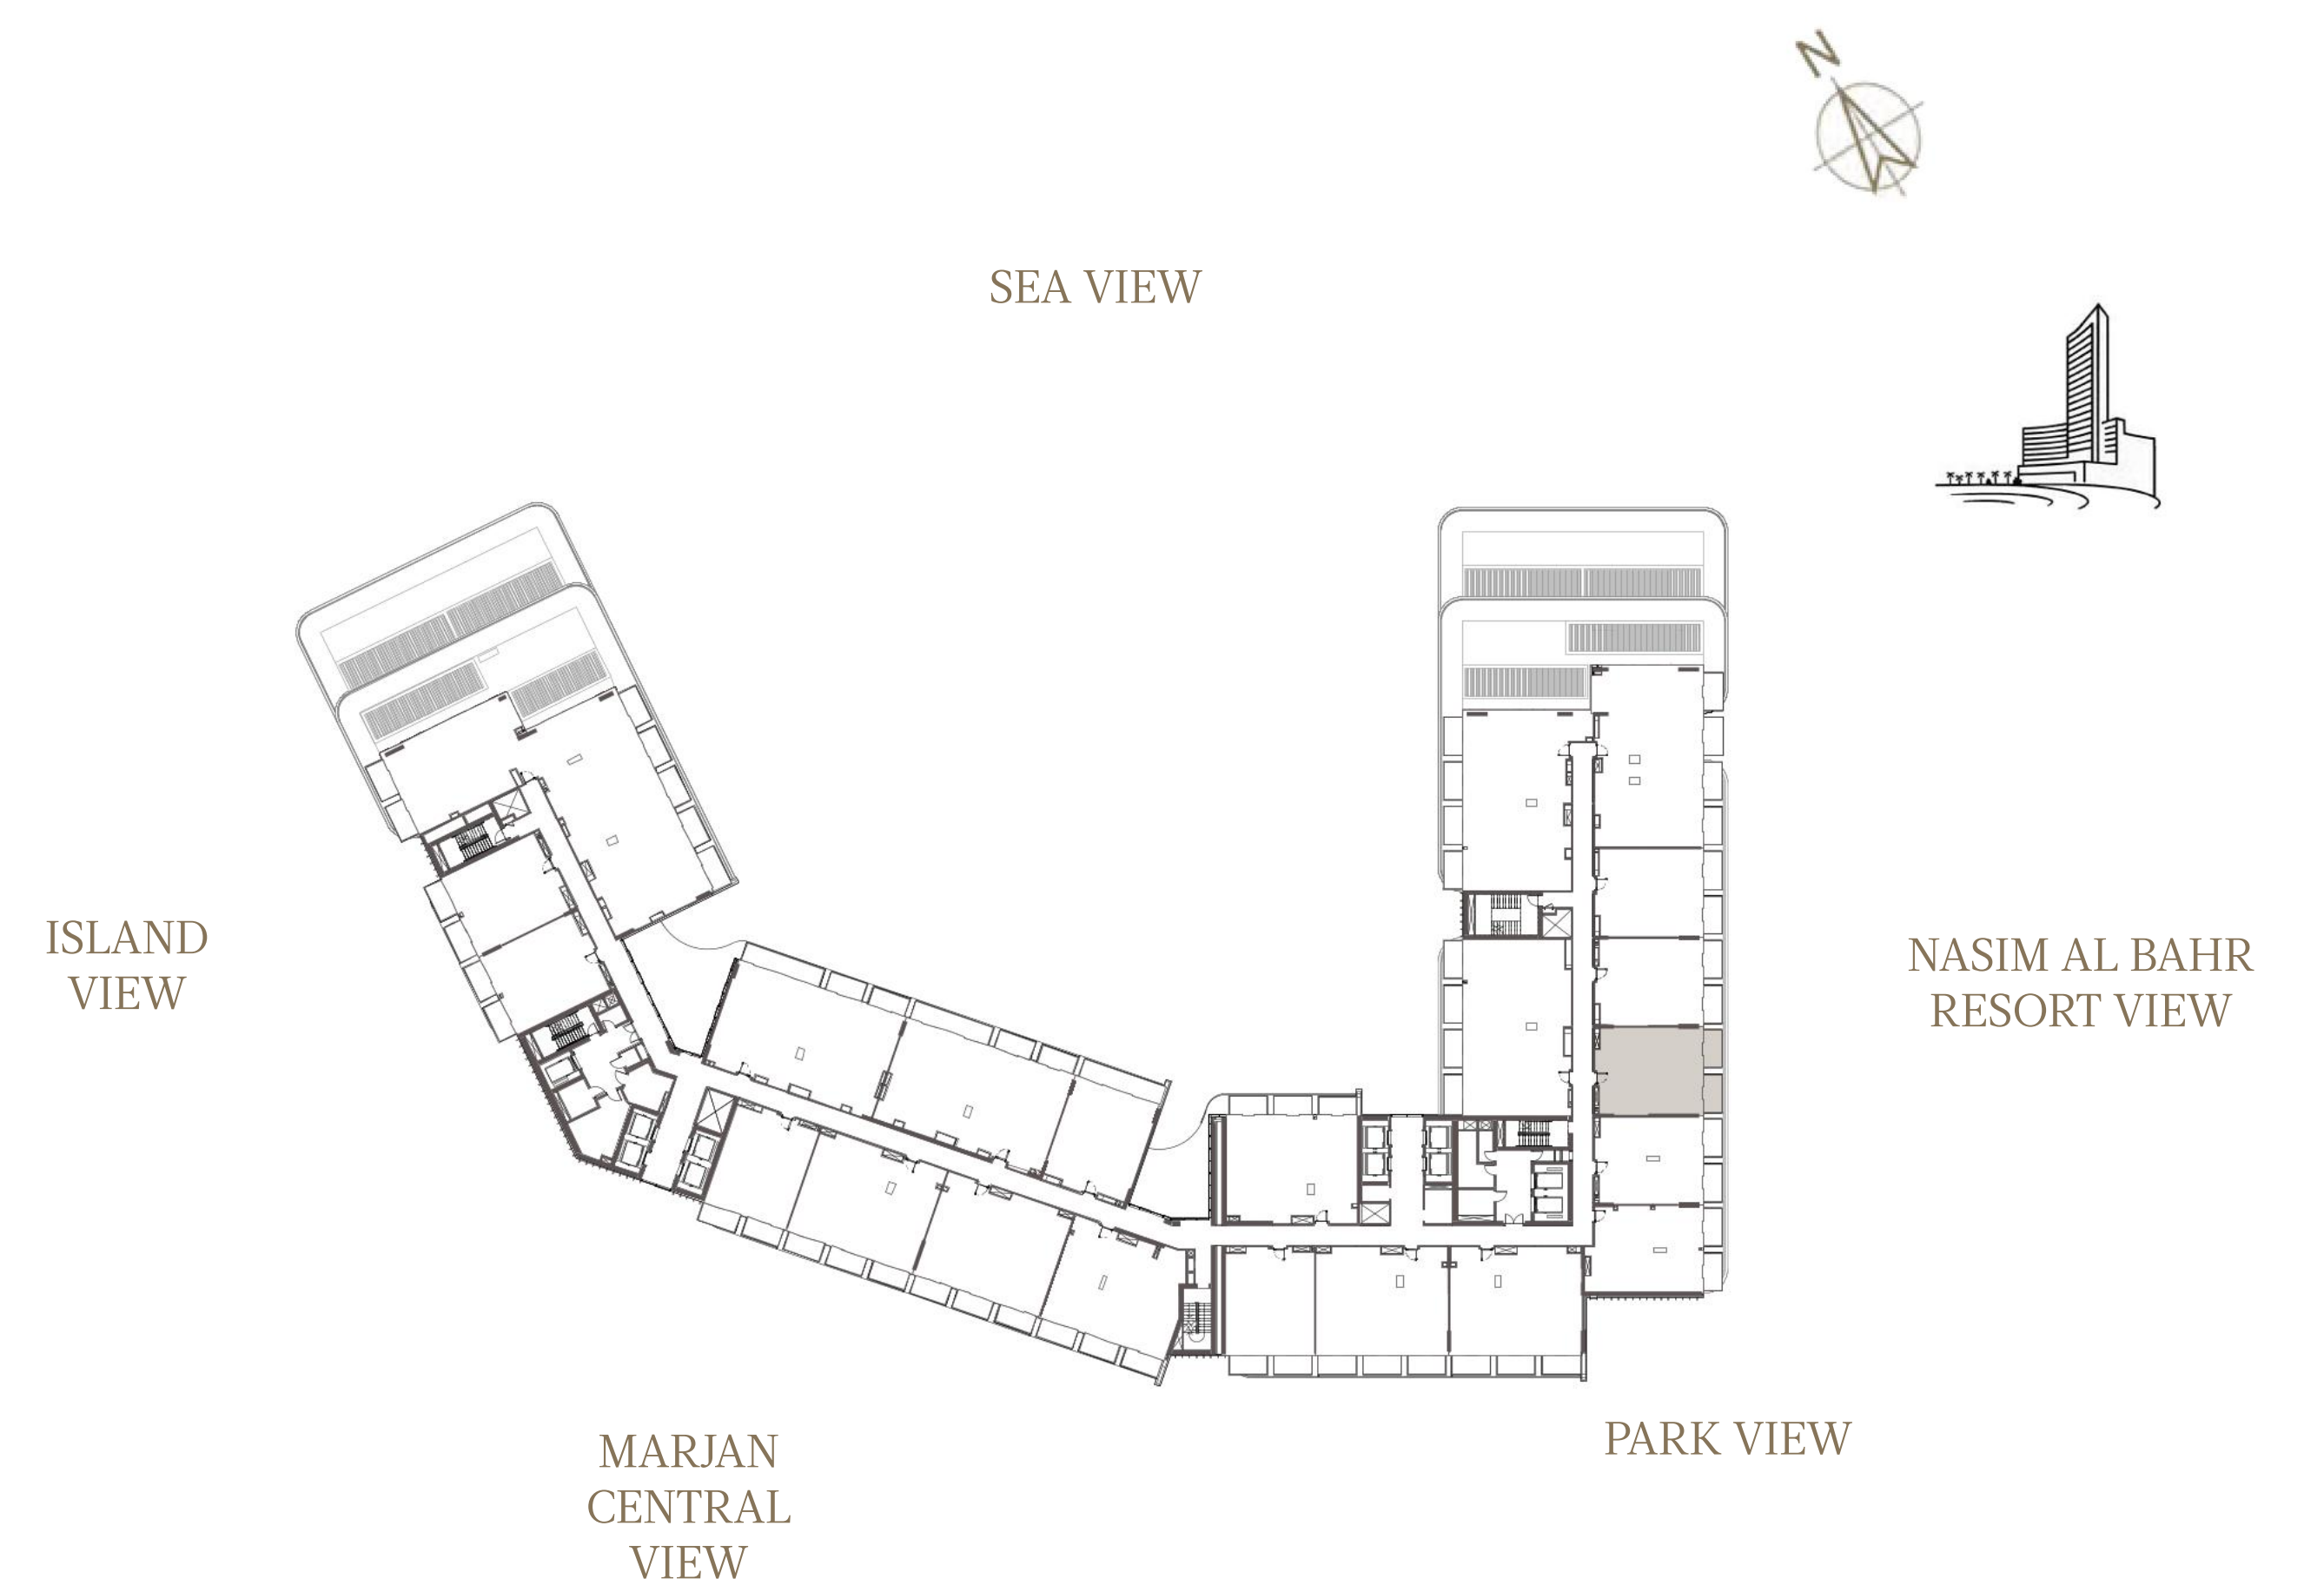 N
SEA VIEW
ISLAND
VIEW
NASIM AL BAHR
RESORT VIEW
PARK VIEW
MARJAN
CENTRAL
VIEW